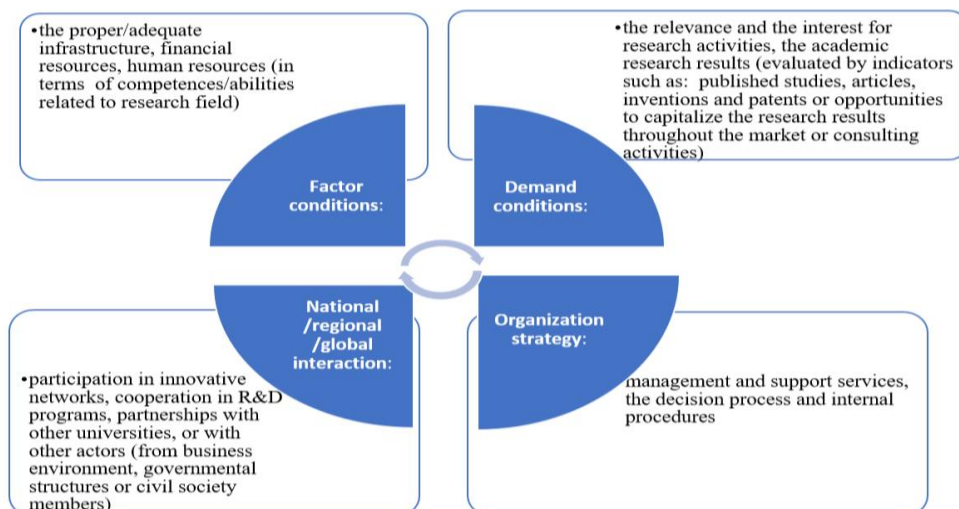 •the proper/adequate
infrastructure, financial
resources, human resources (in
terms of competences/abilities
related to research field)
•the relevance and the interest for
research activities, the academic
research results (evaluated by indicators
such as: published studies, articles,
inventions and patents or opportunities
to capitalize the research results
throughout the market or consulting
activities)
Factor
conditions:
Demand
conditions:
National
/regional
/global
interaction:
Organization
strategy:
•participation in innovative
networks, cooperation in R&D
programs, partnerships with
other universities, or with
other actors (from business
environment, governmental
structures or civil society
members)
management and support services,
the decision process and internal
procedures